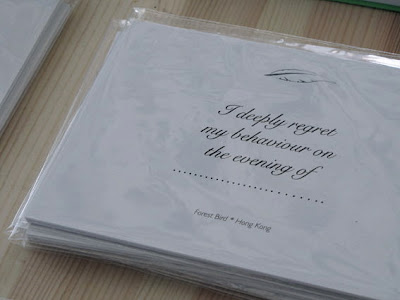 I deeply regret
my behaviour on
the evening of
..............................
Forest Bird * Hong Kong